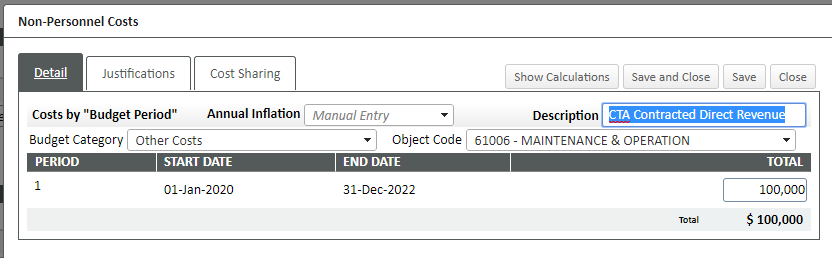 Non-Personnel Costs
Detail Justifications Cost Sharing Show Calculations Save and Close Save Close
Costs by "Budget Period" Annual Inflation Manual Entry Description CTA Contracted Direct Revenue
Budget Category Other Costs Object Code 61006 - MAINTENANCE & OPERATION
PERIOD START DATE END DATE TOTAL
1 01-Jan-2020 31-Dec-2022 100,000
Total $ 100,000